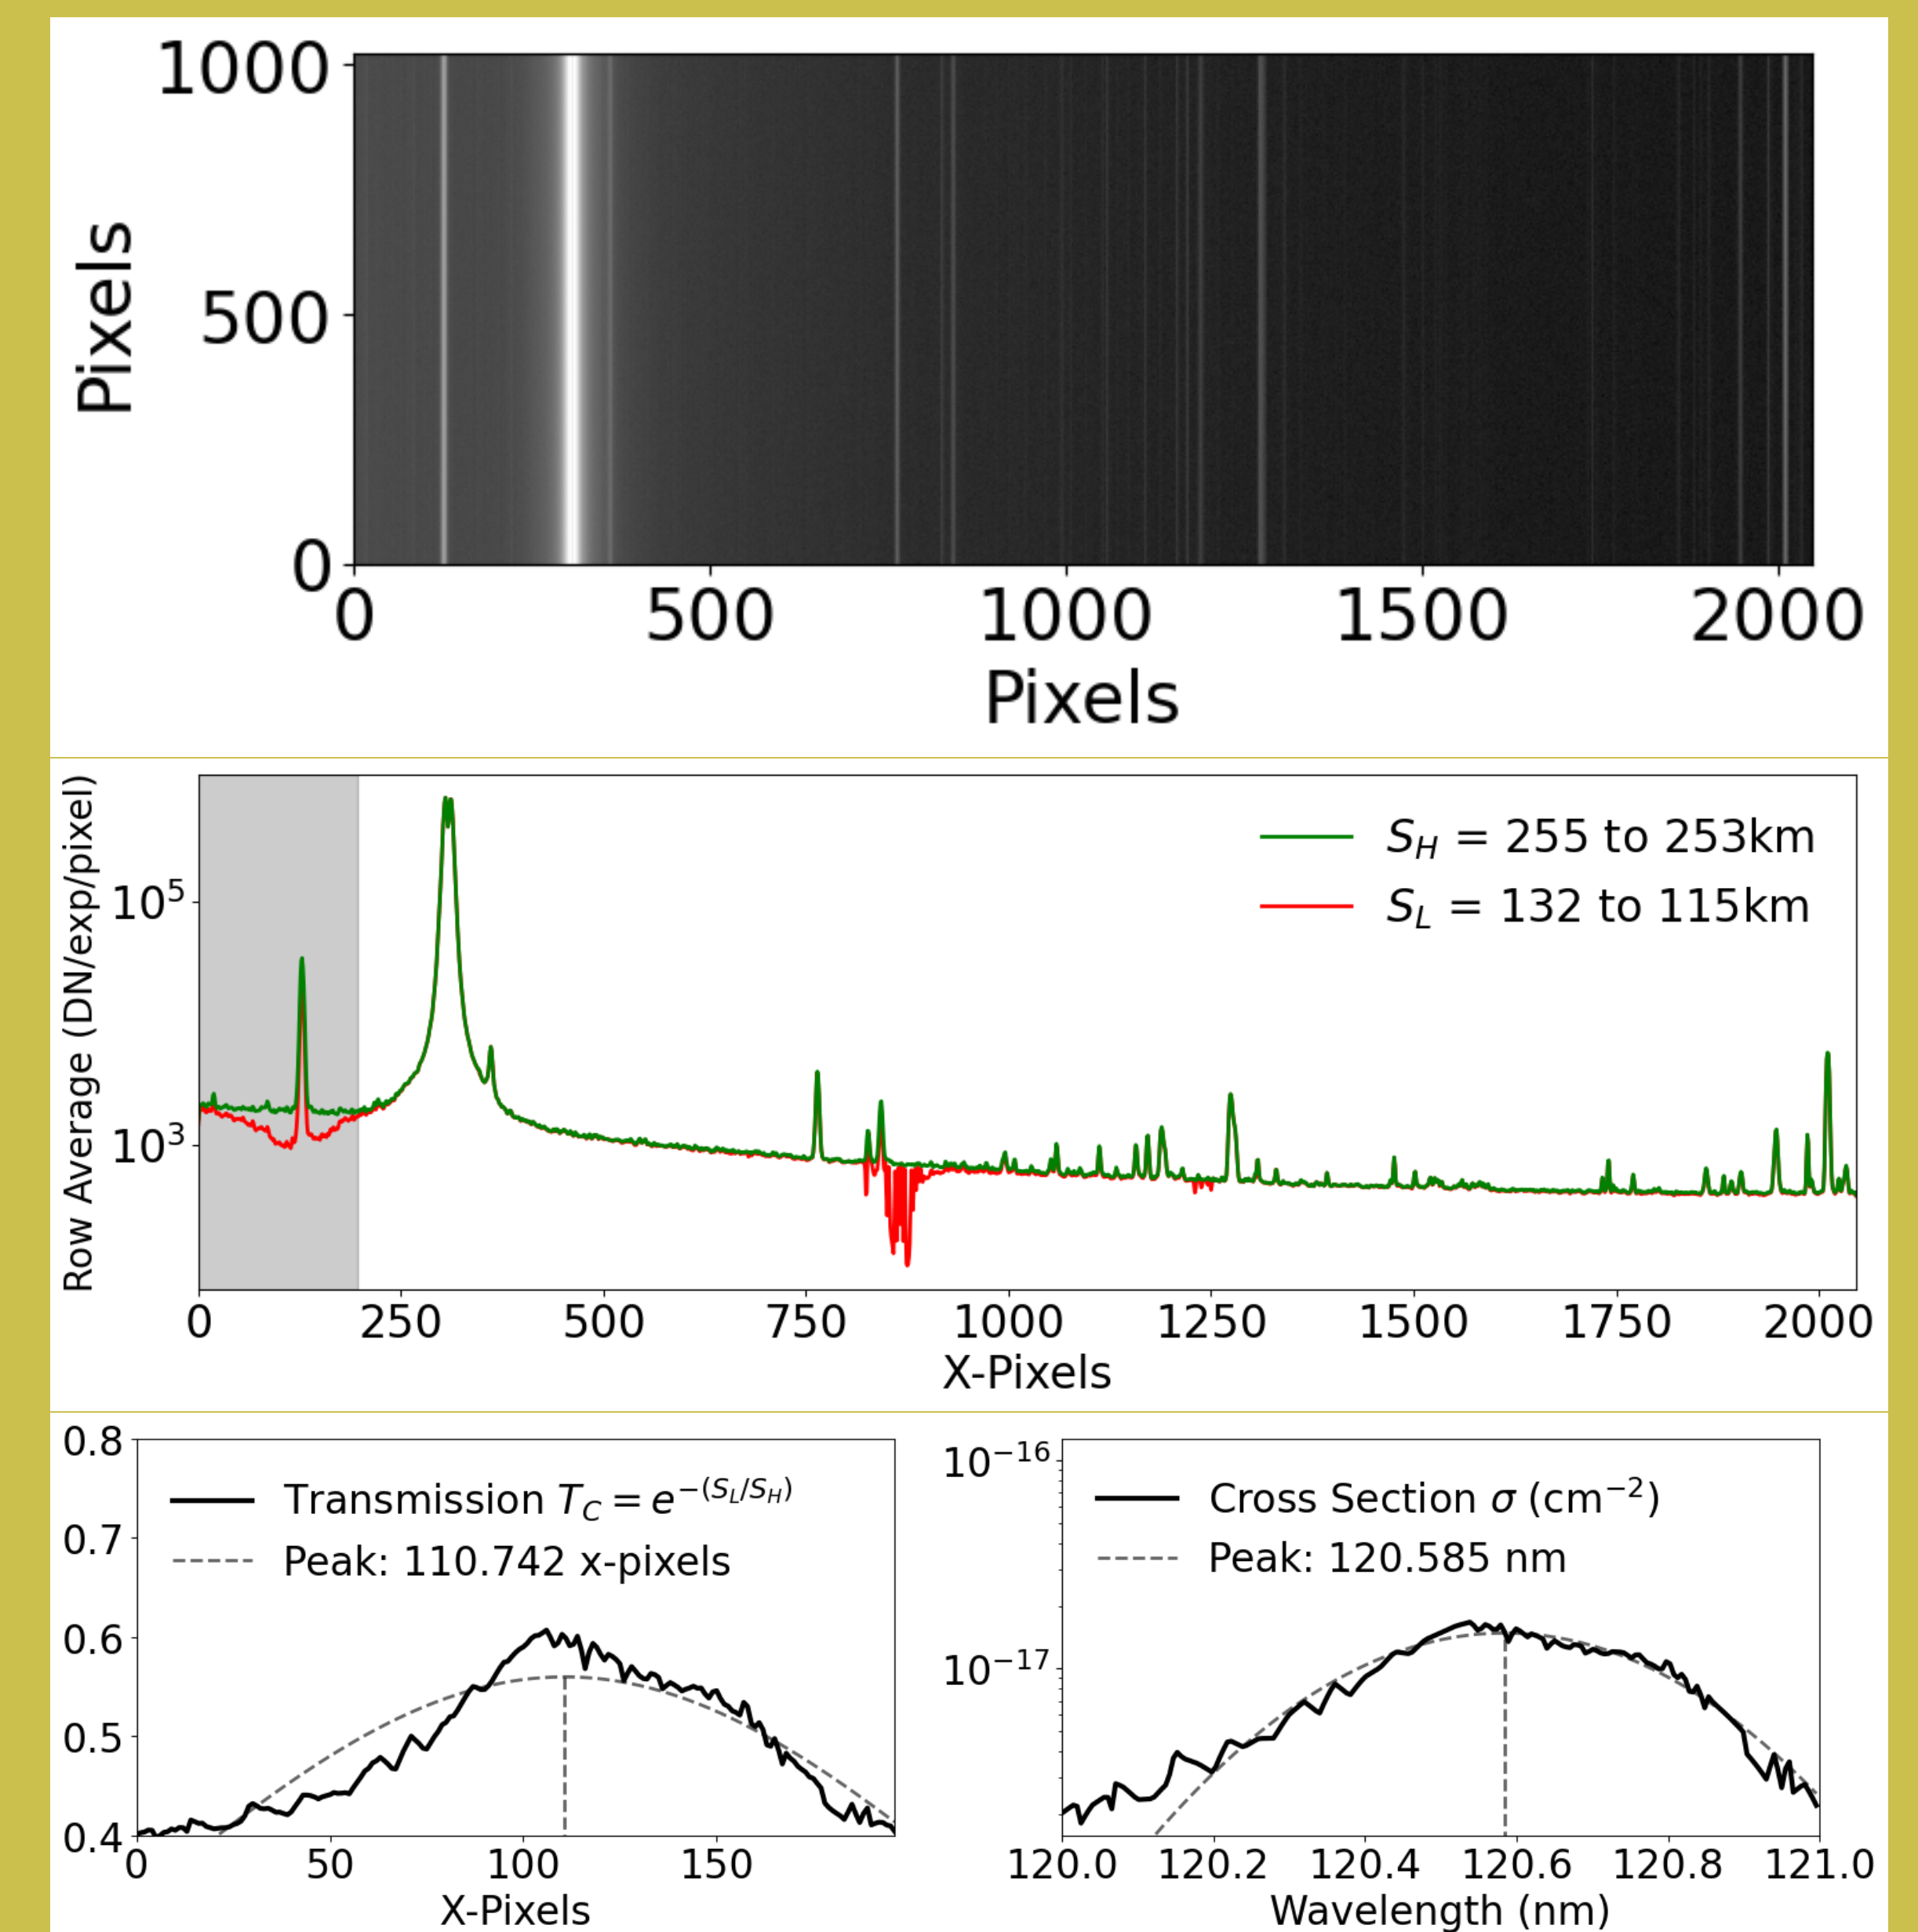 1000
500
0
Pixels
0 500 1000 1500 2000
Pixels
Row Average (DN/exp/pixel)
10⁵
10³
S_H = 255 to 253km
S_L = 132 to 115km
0 250 500 750 1000 1250 1500 1750 2000
X-Pixels
0.8
0.7
0.6
0.5
0.4
Transmission T_C = e^{-(S_L/S_H)}
Peak: 110.742 x-pixels
0 50 100 150
X-Pixels
10⁻¹⁶
10⁻¹⁷
Cross Section σ (cm⁻²)
Peak: 120.585 nm
120.0 120.2 120.4 120.6 120.8 121.0
Wavelength (nm)